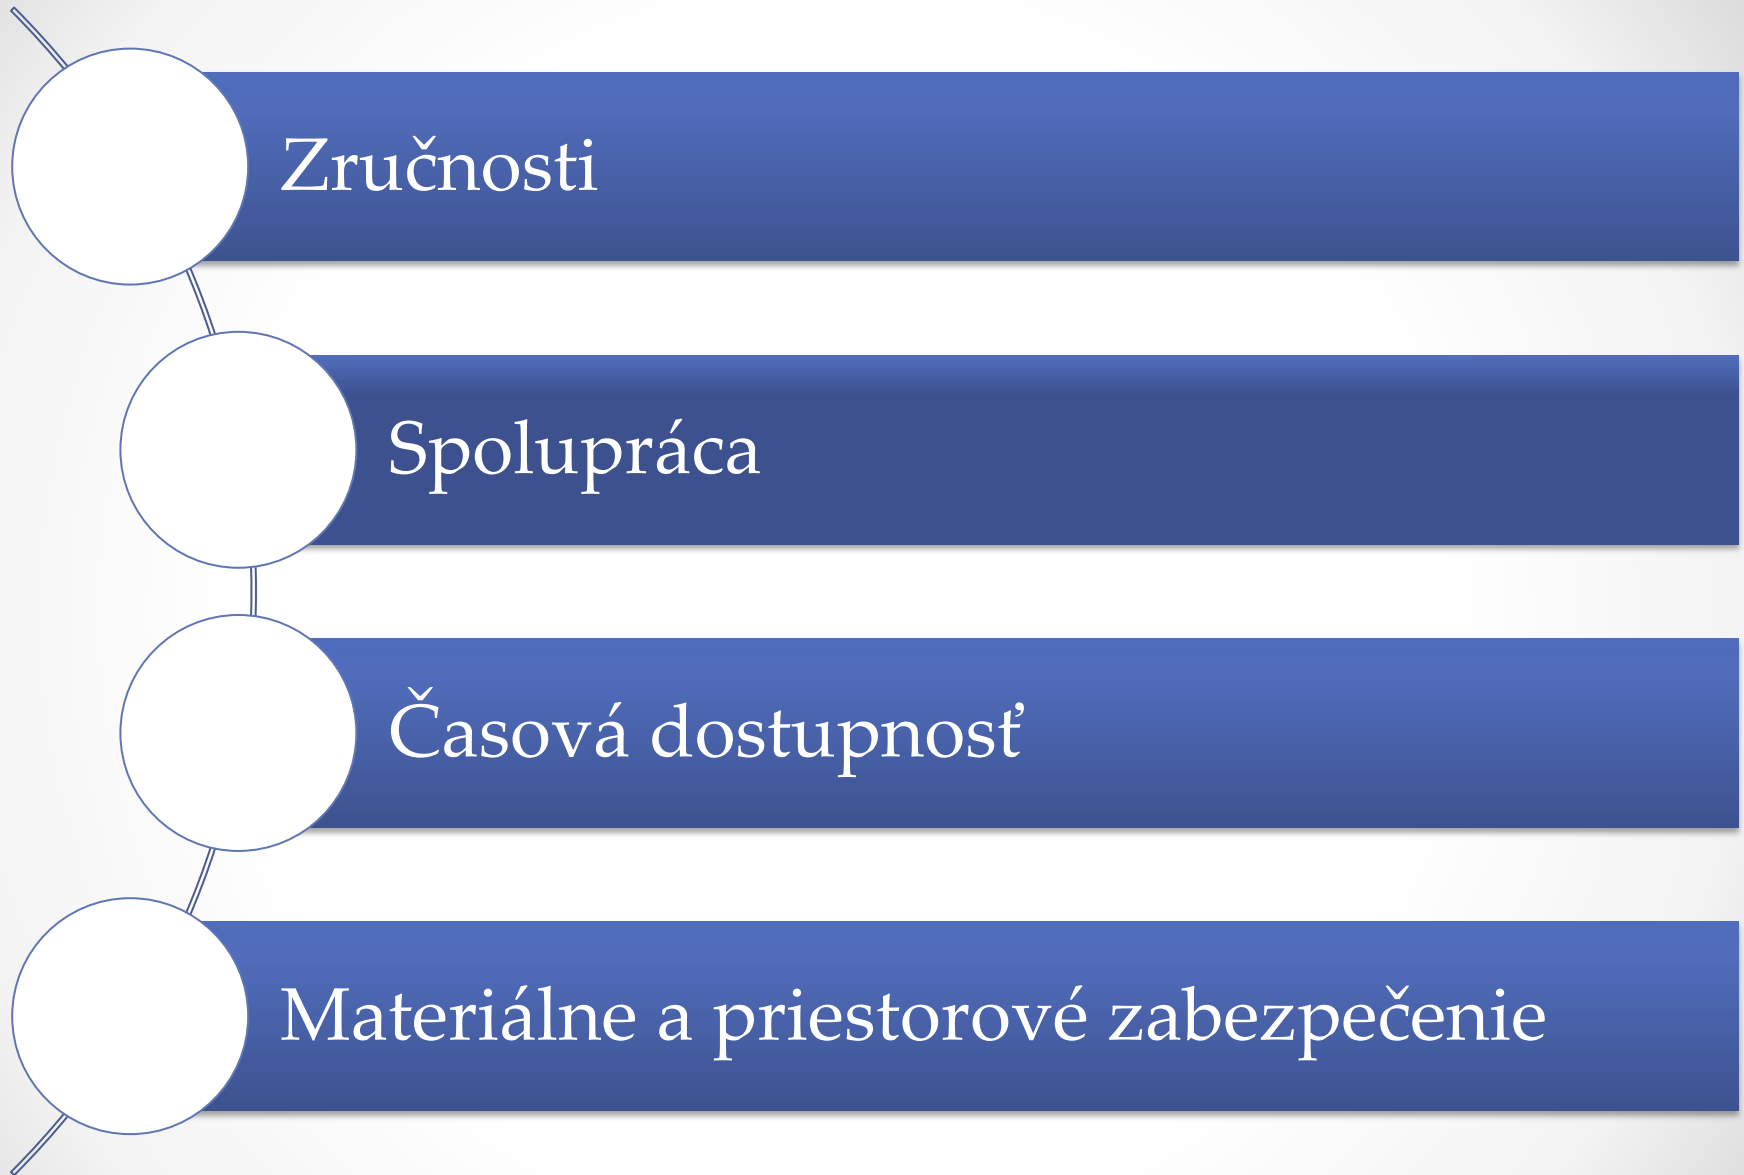 Zručnosti
Spolupráca
Časová dostupnosť
Materiálne a priestorové zabezpečenie